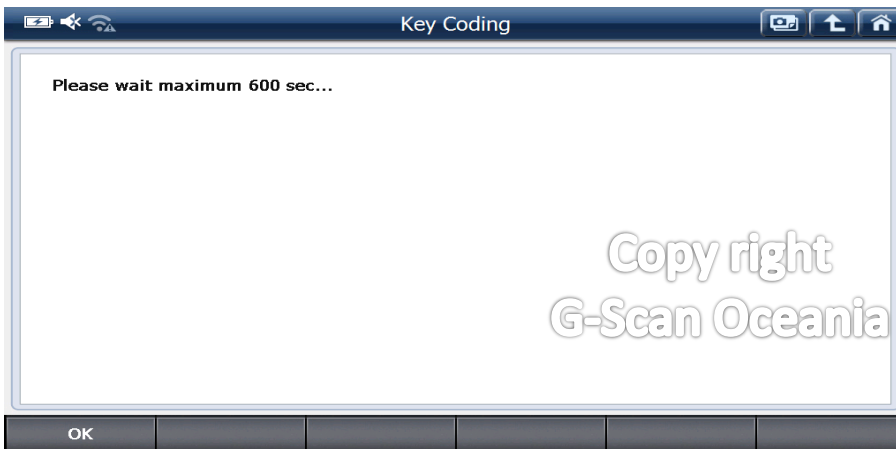 Key Coding
Please wait maximum 600 sec...
Copy right
G-Scan Oceania
OK